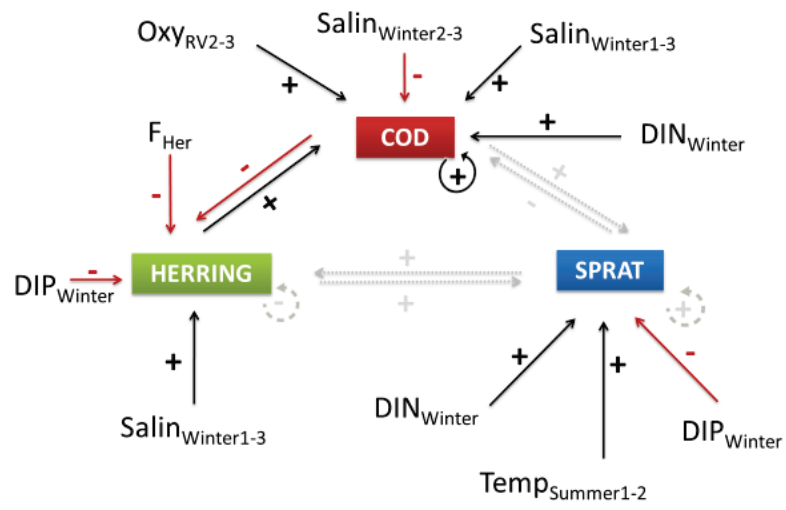 Oxy RV2-3
Salin Winter2-3
Salin Winter1-3
+
-
+
F Her
COD
+
DIN Winter
-
+
+
+
-
-
+
HERRING
SPRAT
DIP Winter
-
+
-
+
+
+
Salin Winter1-3
+
+
-
DIN Winter
DIP Winter
Temp Summer1-2